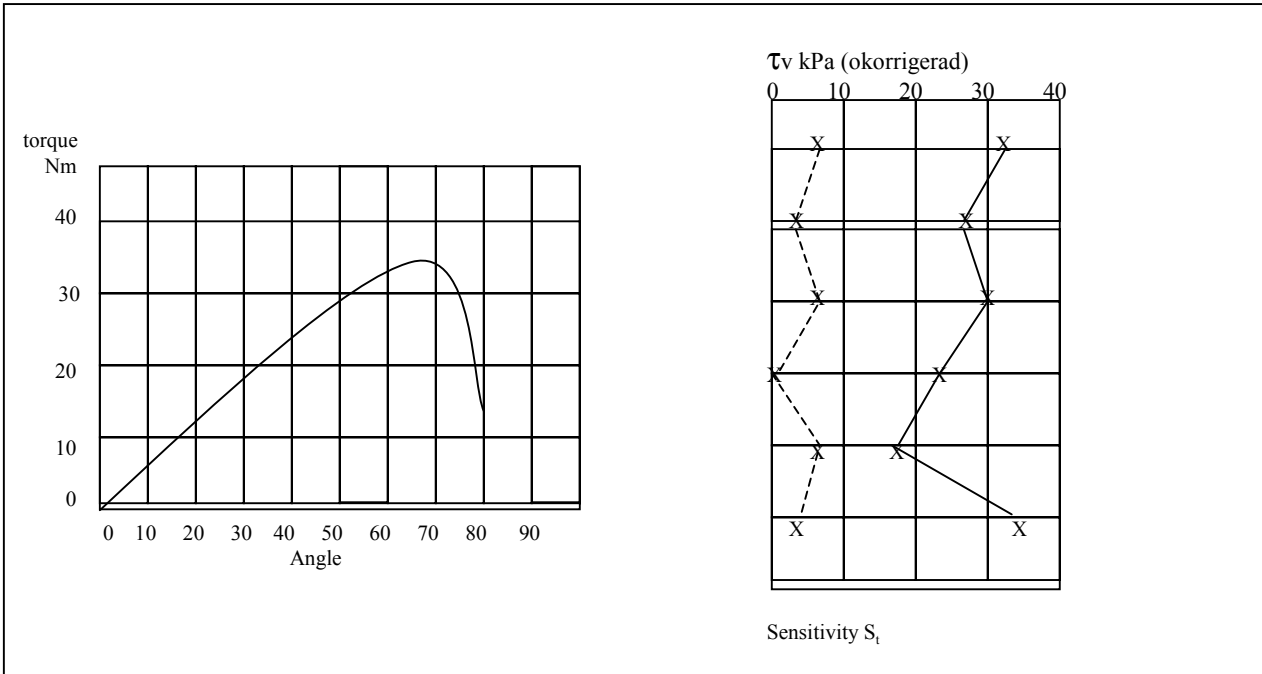 τv kPa (okorrigerad)
0 10 20 30 40
torque
Nm
40
30
20
10
0
0 10 20 30 40 50 60 70 80 90
Angle
X X
X X
X X
X X
X X
X X
Sensitivity St